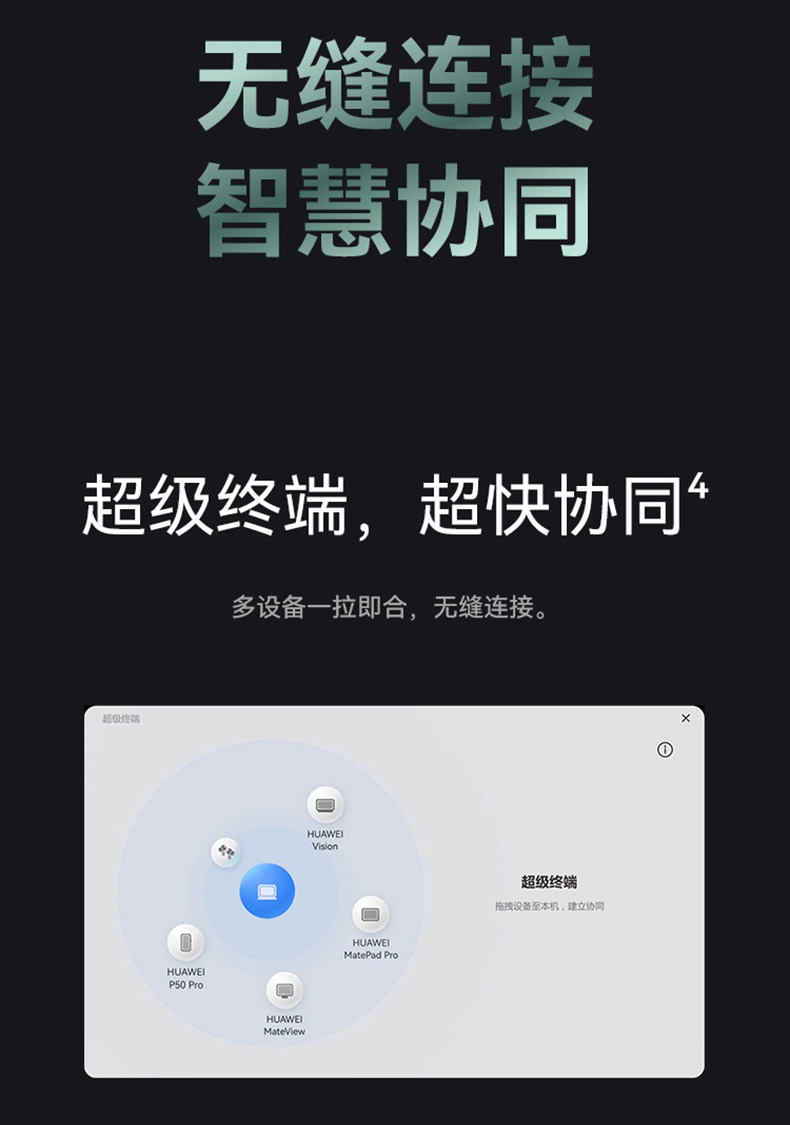 无缝连接
智慧协同
超级终端，超快协同4
多设备一拉即合，无缝连接。
超级终端
HUAWEI
Vision
HUAWEI
MatePad Pro
HUAWEI
P50 Pro
HUAWEI
MateView
超级终端
拖拽设备至本机，建立协同